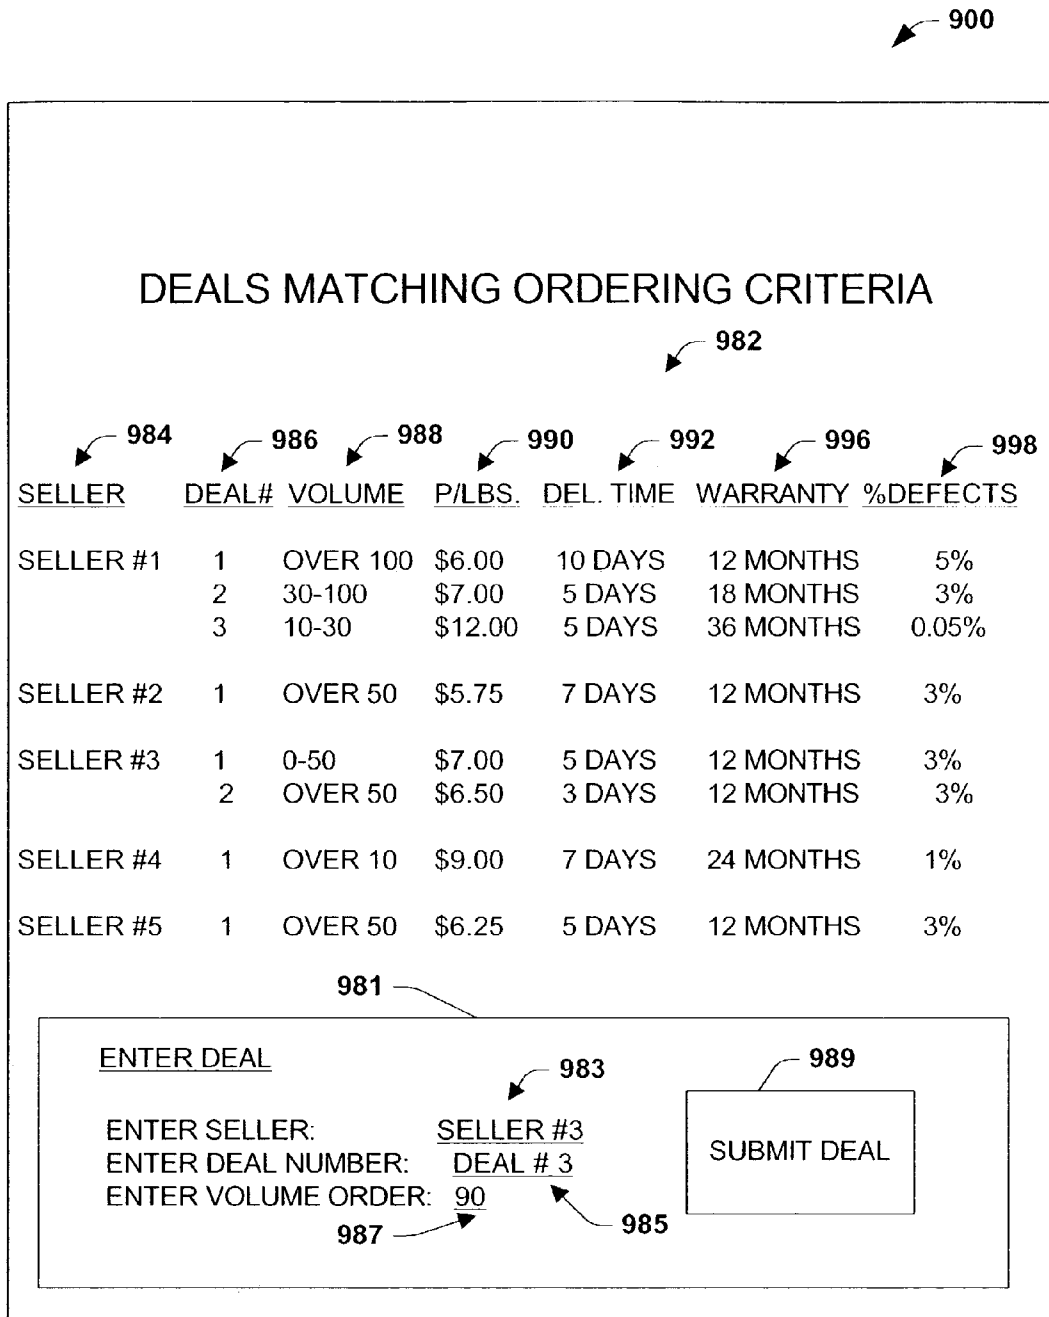 900
DEALS MATCHING ORDERING CRITERIA
982
984 986 988 990 992 996 998
SELLER DEAL# VOLUME P/LBS. DEL. TIME WARRANTY %DEFECTS
SELLER #1 1 OVER 100 $6.00 10 DAYS 12 MONTHS 5%
2 30-100 $7.00 5 DAYS 18 MONTHS 3%
3 10-30 $12.00 5 DAYS 36 MONTHS 0.05%
SELLER #2 1 OVER 50 $5.75 7 DAYS 12 MONTHS 3%
SELLER #3 1 0-50 $7.00 5 DAYS 12 MONTHS 3%
2 OVER 50 $6.50 3 DAYS 12 MONTHS 3%
SELLER #4 1 OVER 10 $9.00 7 DAYS 24 MONTHS 1%
SELLER #5 1 OVER 50 $6.25 5 DAYS 12 MONTHS 3%
981
ENTER DEAL
983
989
ENTER SELLER: SELLER #3
ENTER DEAL NUMBER: DEAL # 3
ENTER VOLUME ORDER: 90
SUBMIT DEAL
987
985